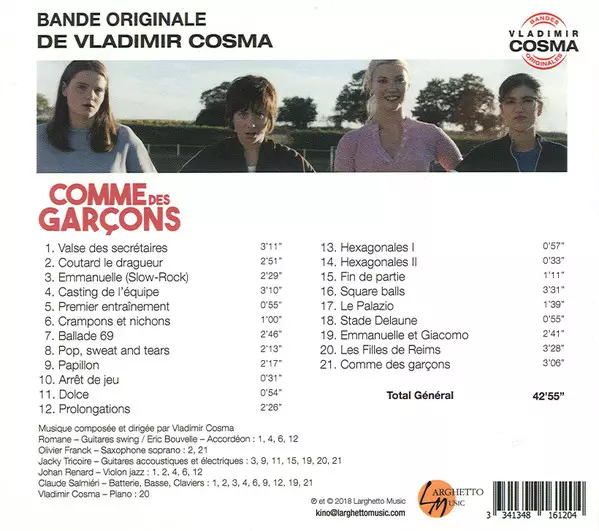 BANDE ORIGINALE
DE VLADIMIR COSMA
BANDES
VLADIMIR
COSMA
ORIGINALES
COMME DES
GARÇONS
1. Valse des secrétaires 3'11"
2. Coutard le dragueur 2'51"
3. Emmanuelle (Slow-Rock) 2'29"
4. Casting de l'équipe 3'10"
5. Premier entraînement 0'55"
6. Crampons et nichons 1'00"
7. Ballade 69 2'46"
8. Pop, sweat and tears 2'13"
9. Papillon 2'17"
10. Arrêt de jeu 0'31"
11. Dolce 0'54"
12. Prolongations 2'26"
13. Hexagonales I 0'57"
14. Hexagonales II 0'33"
15. Fin de partie 1'11"
16. Square balls 3'31"
17. Le Palazio 1'39"
18. Stade Delaune 0'55"
19. Emmanuelle et Giacomo 2'41"
20. Les Filles de Reims 3'28"
21. Comme des garçons 3'06"
Total Général 42'55"
Musique composée et dirigée par Vladimir Cosma
Romane – Guitares swing / Eric Bouvelle – Accordéon : 1, 4, 6, 12
Olivier Franck – Saxophone soprano : 2, 21
Jacky Tricoire – Guitares accoustiques et électriques : 3, 9, 11, 15, 19, 20, 21
Johan Renard – Violon jazz : 1, 2, 4, 6, 12
Claude Salmiéri – Batterie, Basse, Claviers : 1, 2, 3, 4, 6, 9, 12, 19, 21
Vladimir Cosma – Piano : 20
℗ et © 2018 Larghetto Music
kino@larghettomusic.com
LARGHETTO
MUSIC
3 341348 161204